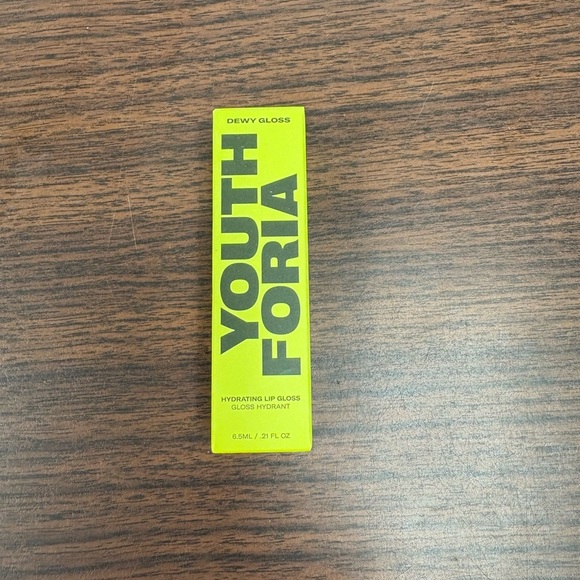 DEWY GLOSS
YOUTH
FORIA
HYDRATING LIP GLOSS
GLOSS HYDRANT
6.5ML / .21 FL OZ